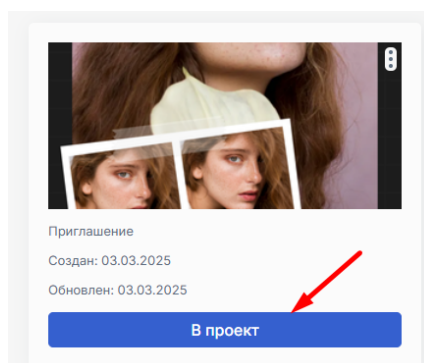 Приглашение
Создан: 03.03.2025
Обновлен: 03.03.2025
В проект